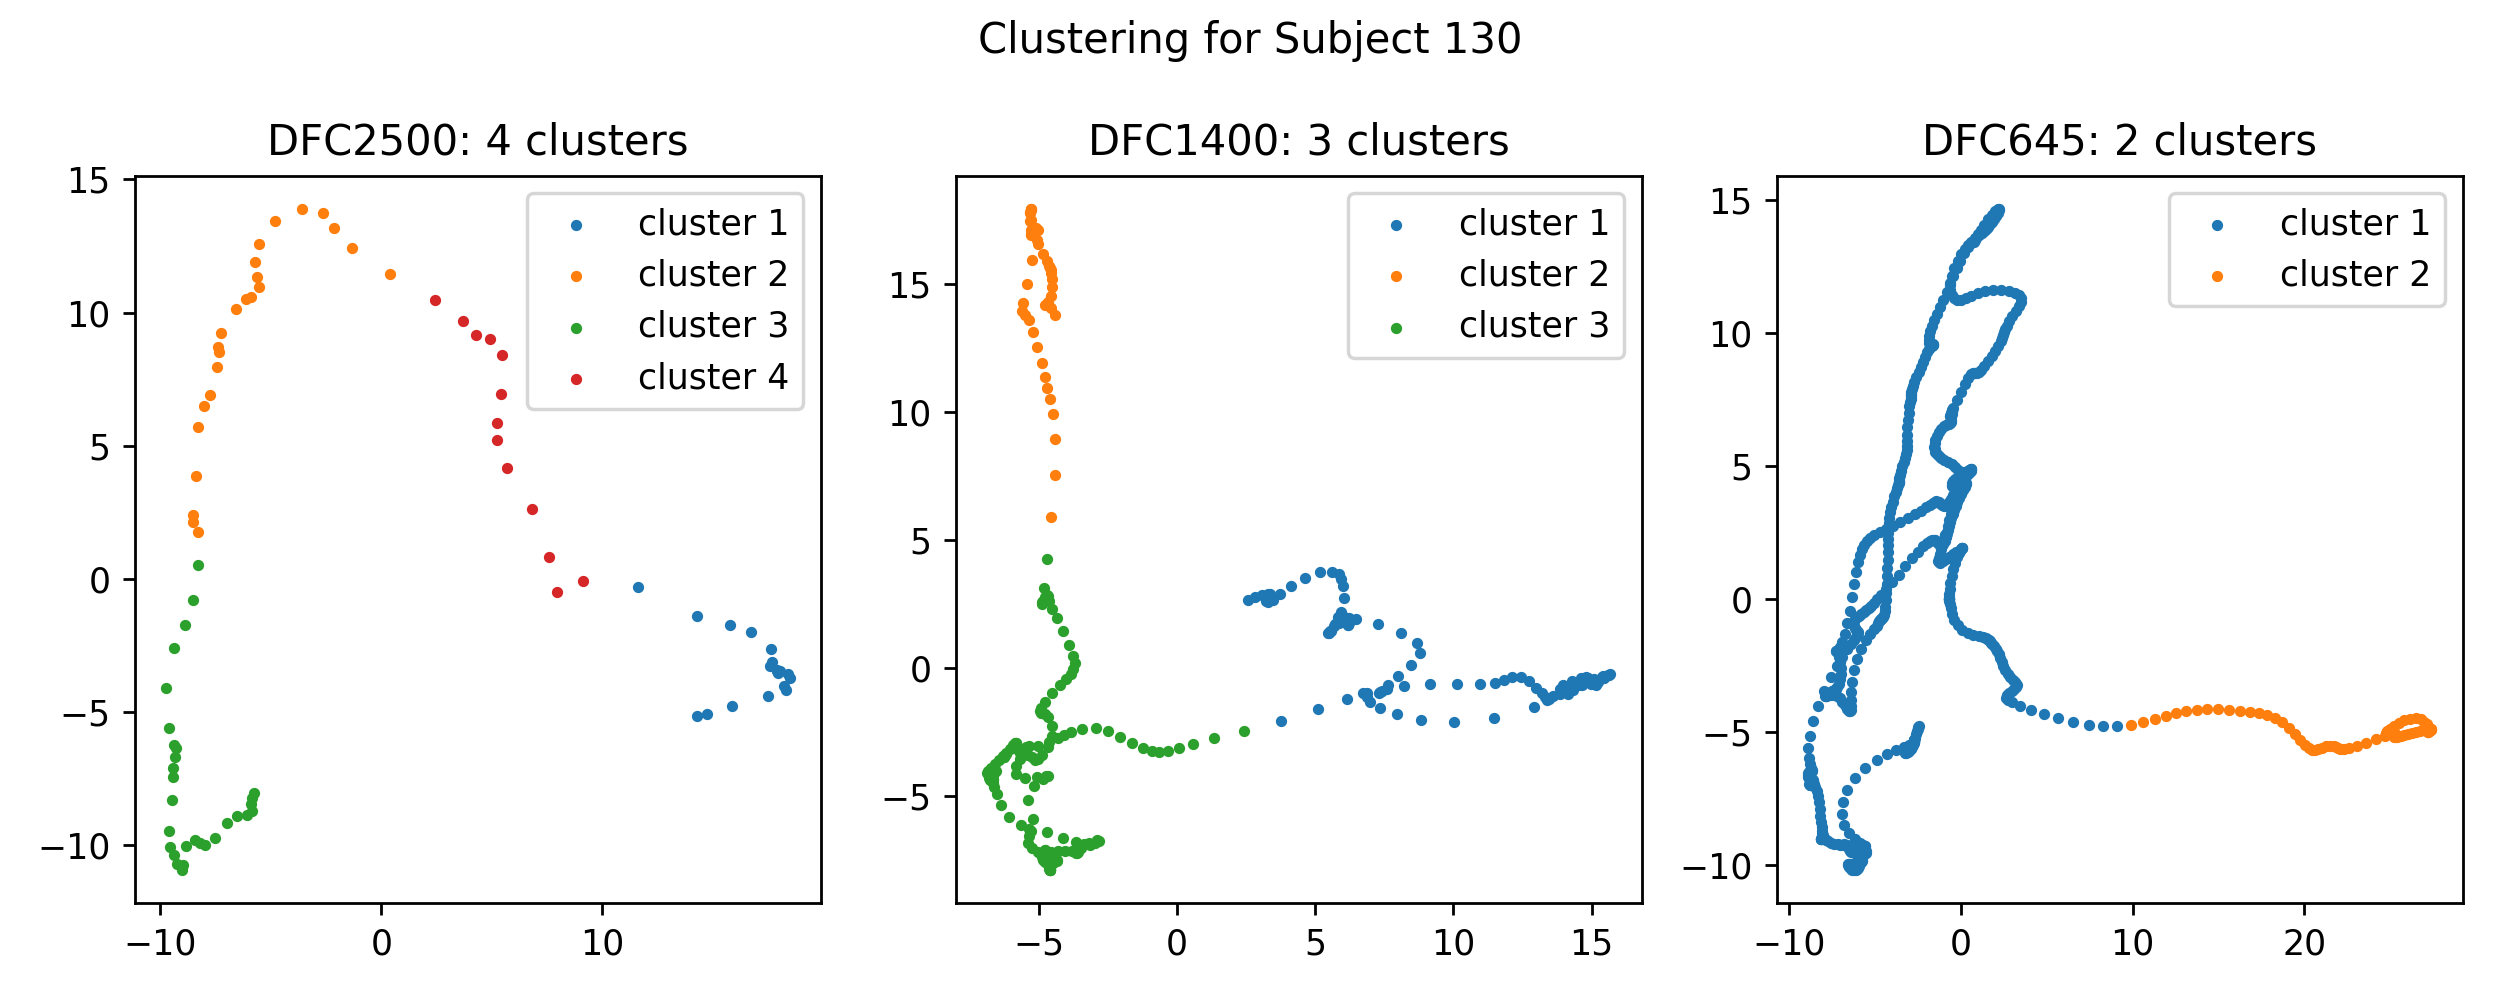 Clustering for Subject 130
DFC2500: 4 clusters
15
10
5
0
−5
−10
−10
0
10
cluster 1
cluster 2
cluster 3
cluster 4
DFC1400: 3 clusters
15
10
5
0
−5
−5
0
5
10
15
cluster 1
cluster 2
cluster 3
DFC645: 2 clusters
15
10
5
0
−5
−10
−10
0
10
20
cluster 1
cluster 2